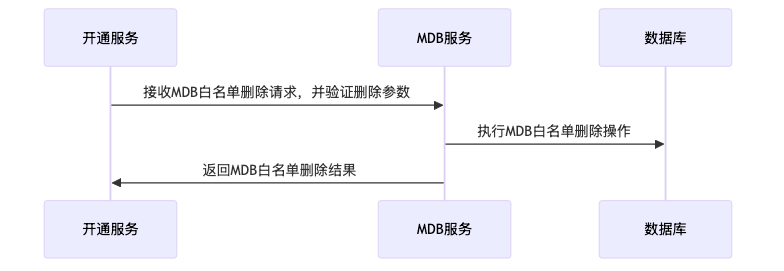 开通服务
MDB服务
数据库
接收MDB白名单删除请求，并验证删除参数
执行MDB白名单删除操作
返回MDB白名单删除结果
开通服务
MDB服务
数据库